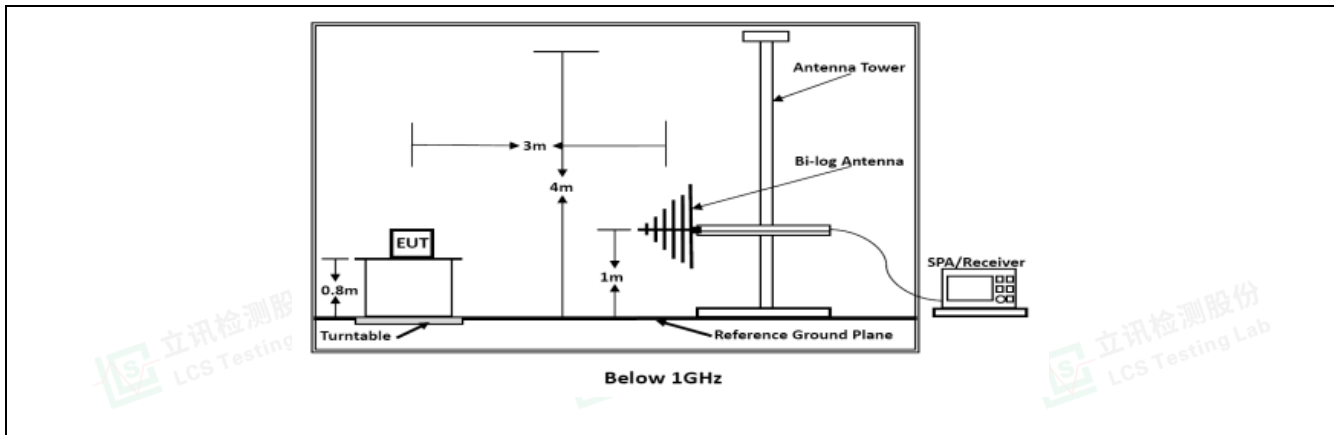 Antenna Tower
3m
Bi-log Antenna
4m
EUT
1m
0.8m
SPA/Receiver
Turntable
Reference Ground Plane
立讯检测股
LCS Testing
立讯检测股份
LCS Testing Lab
Below 1GHz